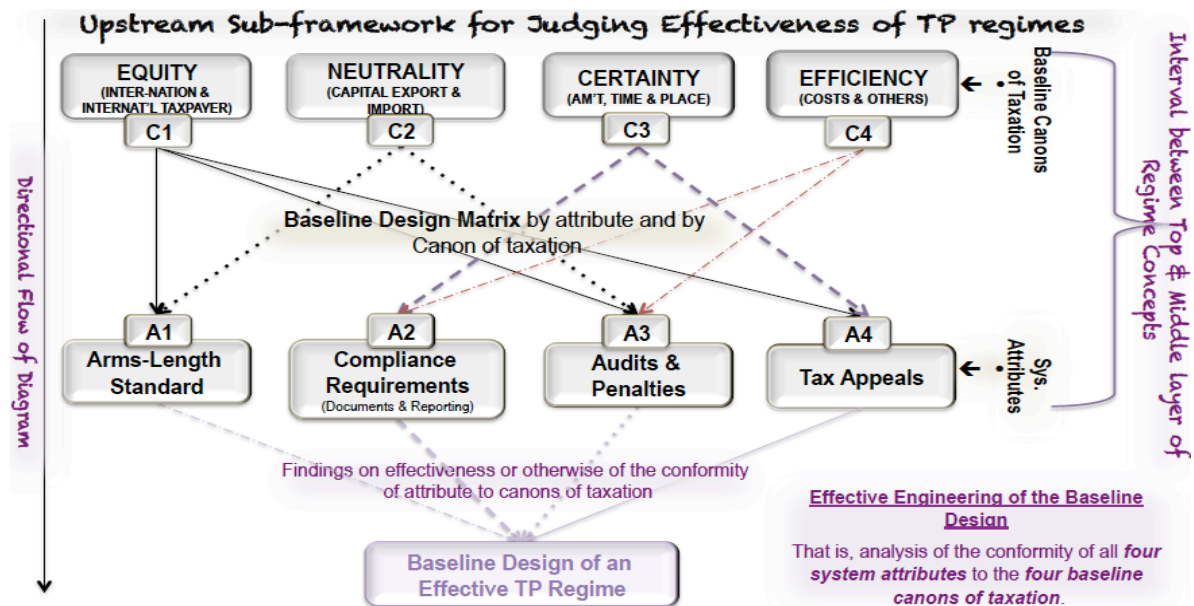 Upstream Sub-framework for Judging Effectiveness of TP regimes
EQUITY
(INTER-NATION &
INTERNAT'L TAXPAYER)
C1
NEUTRALITY
(CAPITAL EXPORT &
IMPORT)
C2
CERTAINTY
(AM'T, TIME & PLACE)
C3
EFFICIENCY
(COSTS & OTHERS)
C4
Baseline Canons
of Taxation
Interval between Top & Middle layer of
Regime Concepts
Directional Flow of Diagram
Baseline Design Matrix by attribute and by
Canon of taxation
A1
Arms-Length
Standard
A2
Compliance
Requirements
(Documents & Reporting)
A3
Audits &
Penalties
A4
Tax Appeals
Sys.
Attributes
Findings on effectiveness or otherwise of the conformity
of attribute to canons of taxation
Baseline Design of an
Effective TP Regime
Effective Engineering of the Baseline
Design
That is, analysis of the conformity of all four
system attributes to the four baseline
canons of taxation.